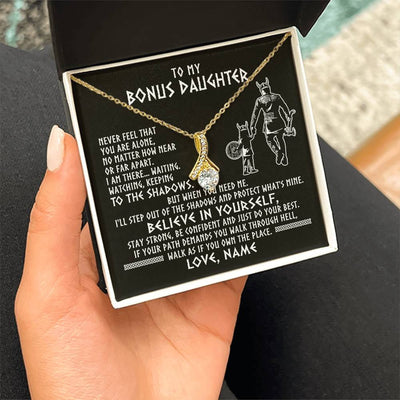 TO MY
BONUS DAUGHTER
NEVER FEEL THAT
YOU ARE ALONE.
NO MATTER HOW NEAR
OR FAR APART.
I AM THERE... WAITING.
WATCHING, KEEPING
TO THE SHADOWS.
BUT WHEN YOU NEED ME.
I'LL STEP OUT OF THE SHADOWS AND PROTECT WHAT'S MINE.
BELIEVE IN YOURSELF,
STAY STRONG, BE CONFIDENT AND JUST DO YOUR BEST.
IF YOUR PATH DEMANDS YOU WALK THROUGH HELL,
WALK AS IF YOU OWN THE PLACE.
LOVE, NAME